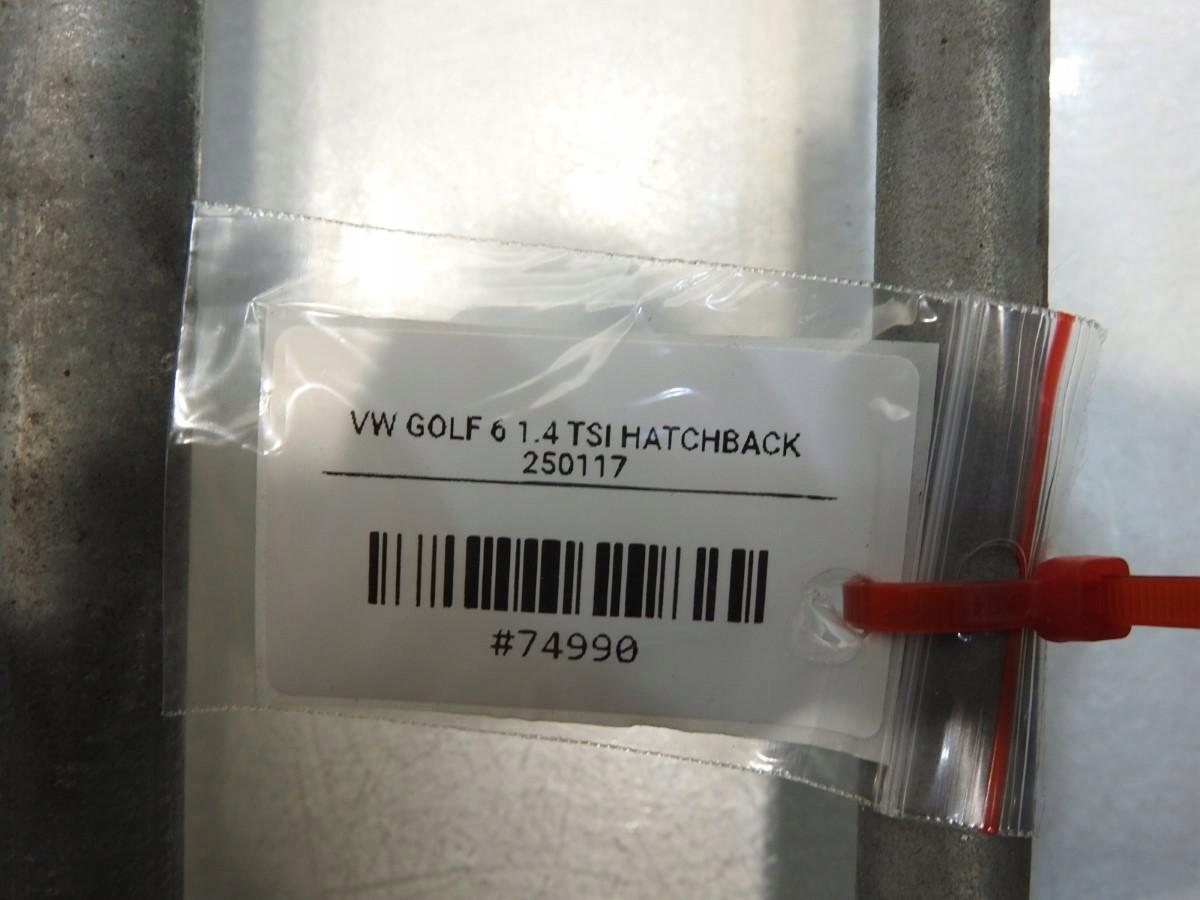 VW GOLF 6 1.4 TSI HATCHBACK
250117
#74990